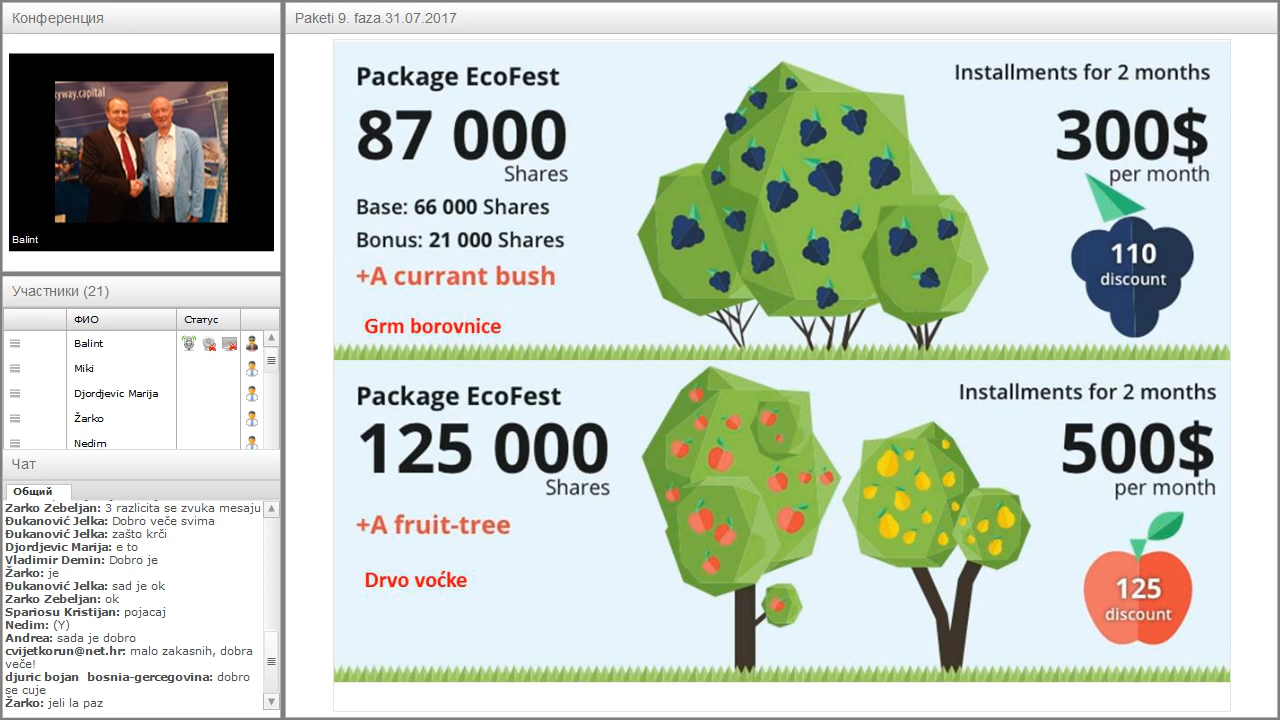 Конференция
yway.capital
Balint
Участники (21)
ФИО
Статус
Balint
Miki
Djordjevic Marija
Žarko
Nedim
Чат
Общий
Zarko Zebeljan: 3 razlicita se zvuka mesaju
Đukanović Jelka: Dobro veče svima
Đukanović Jelka: zašto krči
Djordjevic Marija: e to
Vladimir Demin: Dobro je
Žarko: je
Đukanović Jelka: sad je ok
Zarko Zebeljan: ok
Spariosu Kristijan: pojacaj
Nedim: (Y)
Andrea: sada je dobro
cvijetkorun@net.hr: malo zakasnih, dobra
veče!
djuric bojan bosnia-gercegovina: dobro
se cuje
Žarko: jeli la paz
Paketi 9. faza.31.07.2017
Package EcoFest
87 000
Shares
Base: 66 000 Shares
Bonus: 21 000 Shares
+A currant bush
Grm borovnice
Installments for 2 months
300$
per month
110
discount
Package EcoFest
125 000
Shares
+A fruit-tree
Drvo voćke
Installments for 2 months
500$
per month
125
discount